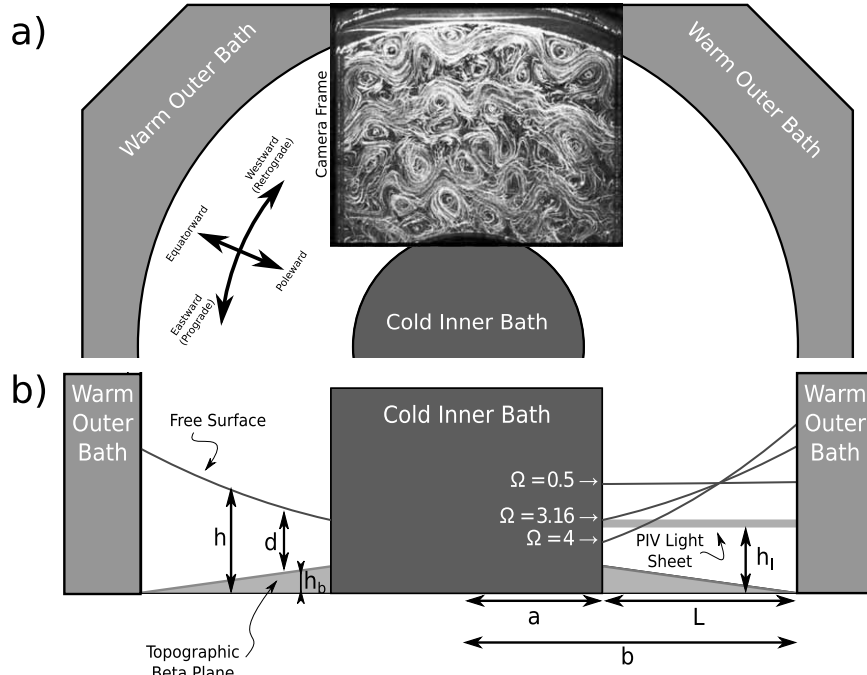 a)
Warm Outer Bath
Camera Frame
Warm Outer Bath
Westward
(Retrograde)
Equatorward
Poleward
Eastward
(Prograde)
Cold Inner Bath
b)
Warm
Outer
Bath
Free Surface
h
d
h_b
Topographic
Beta Plane
Cold Inner Bath
Ω = 0.5 →
Ω = 3.16 →
Ω = 4 →
PIV Light
Sheet
h_l
Warm
Outer
Bath
a
L
b